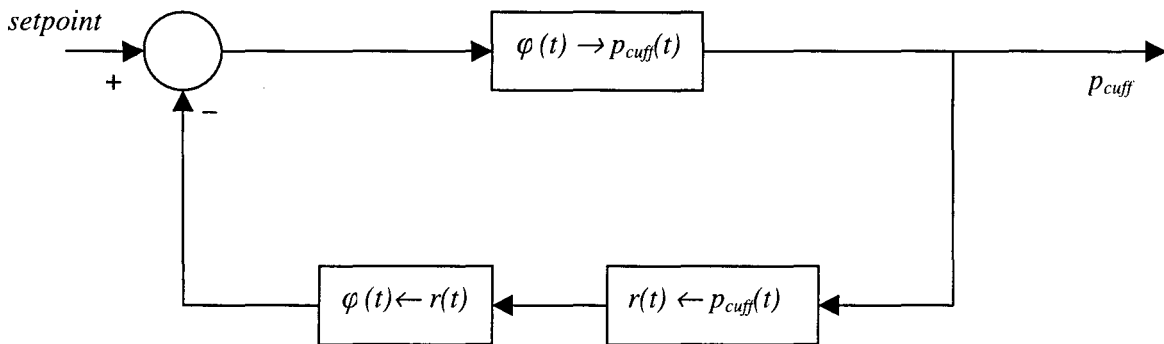 setpoint
+
−
φ(t) → p_cuff(t)
p_cuff
φ(t) ← r(t)
r(t) ← p_cuff(t)